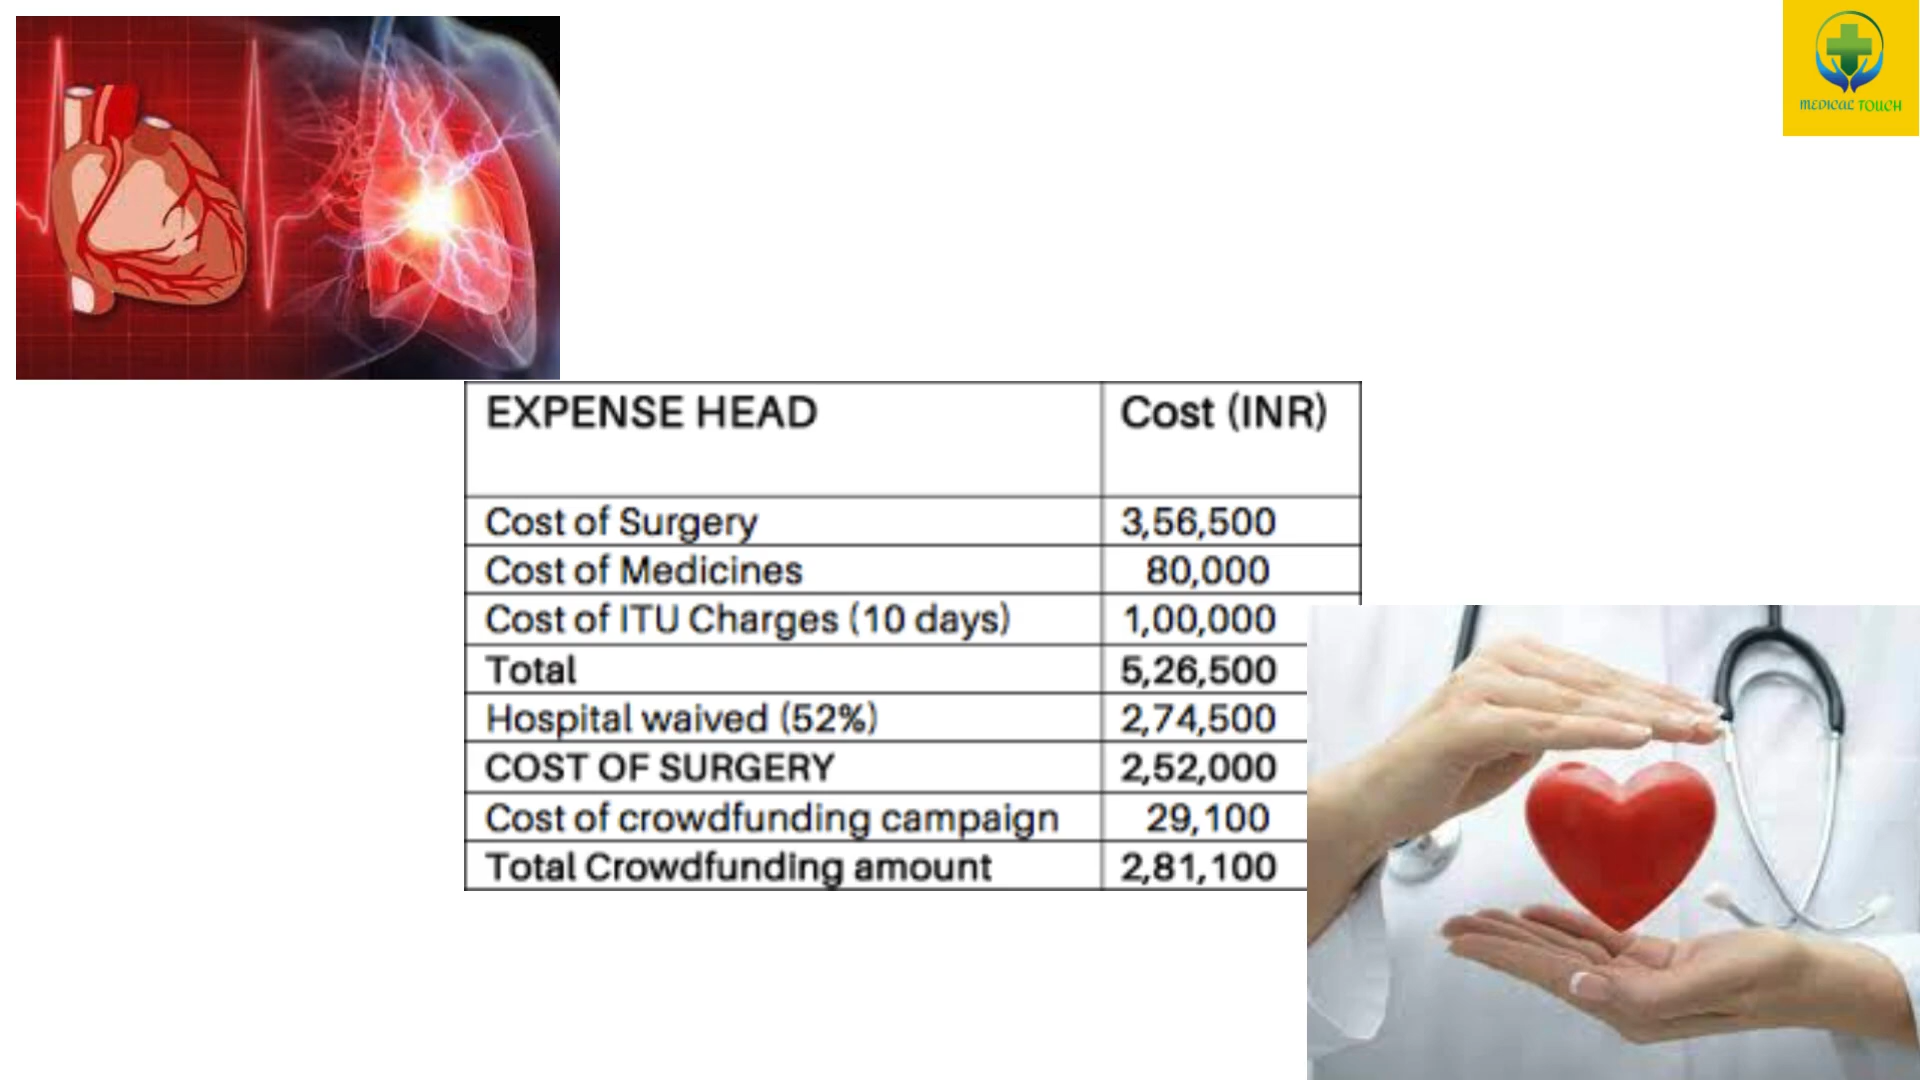 MEDICAL TOUCH
EXPENSE HEAD Cost (INR)
Cost of Surgery 3,56,500
Cost of Medicines 80,000
Cost of ITU Charges (10 days) 1,00,000
Total 5,26,500
Hospital waived (52%) 2,74,500
COST OF SURGERY 2,52,000
Cost of crowdfunding campaign 29,100
Total Crowdfunding amount 2,81,100